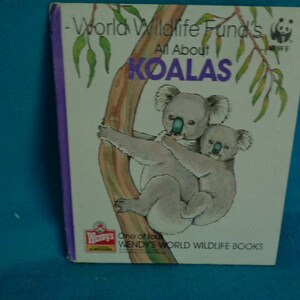 World Wildlife Fund's
All About
KOALAS
WWF
Wendy's
One of four
WENDY'S WORLD WILDLIFE BOOKS